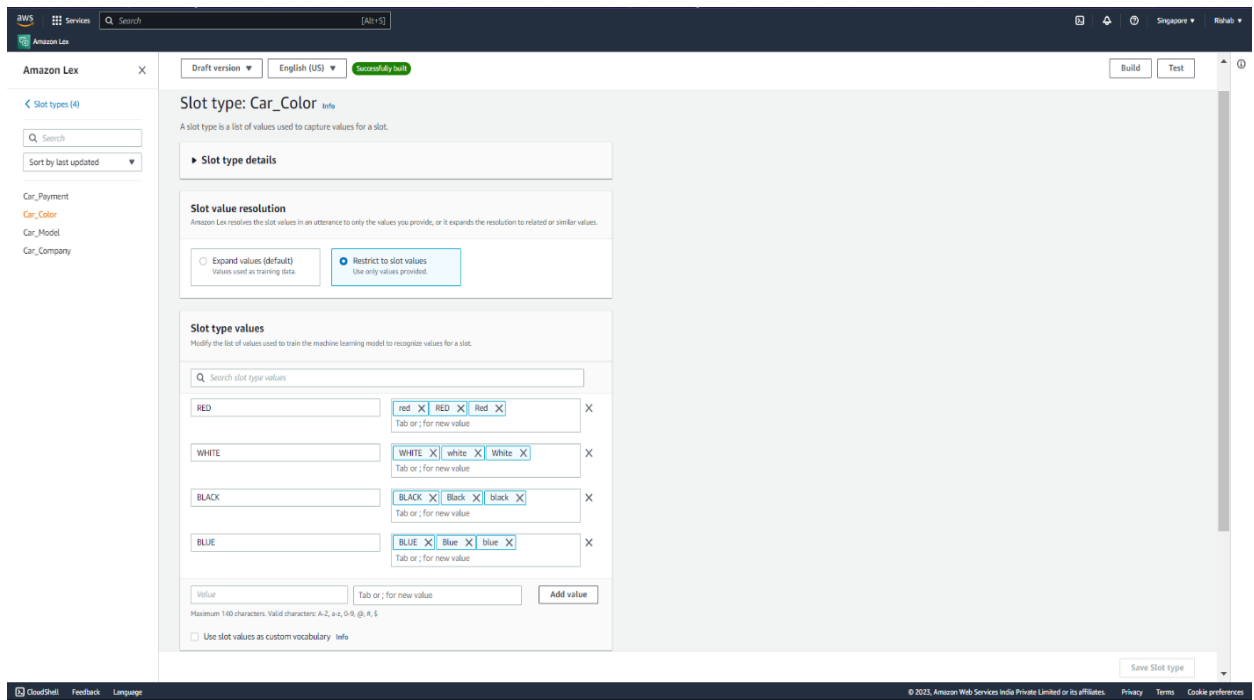 aws Services Search [Alt+S] Singapore ▼ Rishab ▼
Amazon Lex
Amazon Lex
Draft version ▼ English (US) ▼ Successfully built Build Test
Slot types (4)
Slot type: Car_Color Info
A slot type is a list of values used to capture values for a slot.
Search
Sort by last updated ▼
Slot type details
Car_Payment
Car_Color
Car_Model
Car_Company
Slot value resolution
Amazon Lex resolves the slot values in an utterance to only the values you provide, or it expands the resolution to related or similar values.
Expand values (default) Restrict to slot values
Values used as training data. Use only values provided.
Slot type values
Modify the list of values used to train the machine learning model to recognize values for a slot.
Search slot type values
RED red X RED X Red X X
Tab or ; for new value
WHITE WHITE X white X White X X
Tab or ; for new value
BLACK BLACK X Black X black X X
Tab or ; for new value
BLUE BLUE X Blue X blue X X
Tab or ; for new value
Value Tab or ; for new value Add value
Maximum 140 characters. Valid characters: A-Z, a-z, 0-9, @, #, $
Use slot values as custom vocabulary Info
Save Slot type
CloudShell Feedback Language © 2023, Amazon Web Services India Private Limited or its affiliates. Privacy Terms Cookie preferences